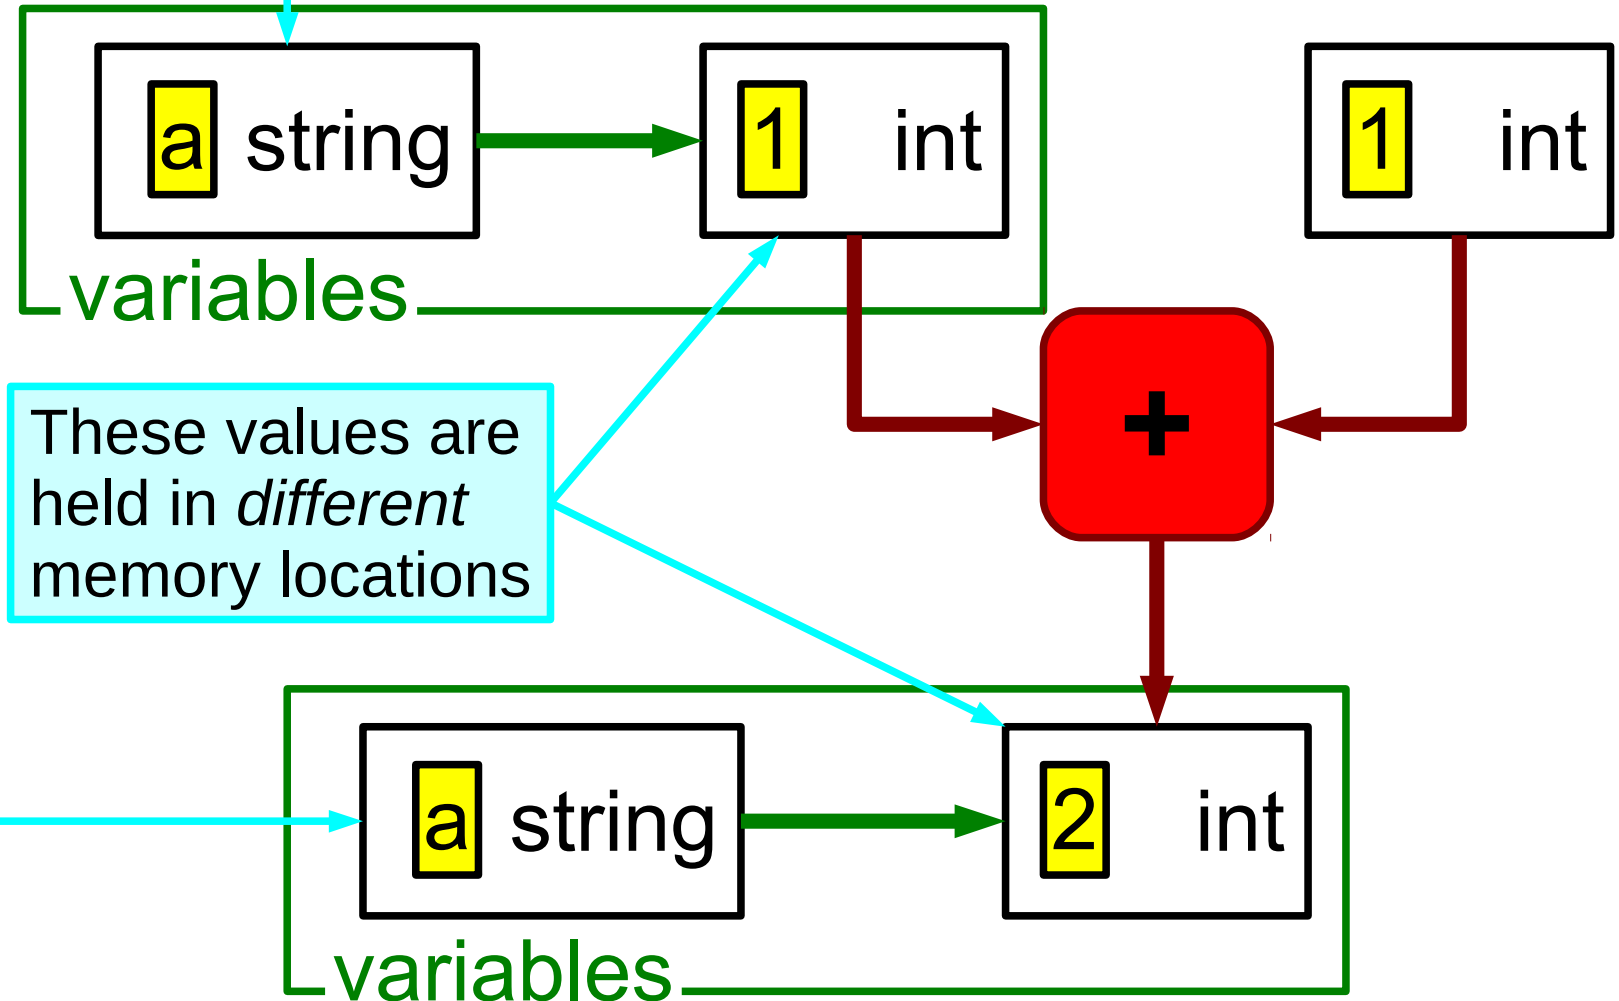 a string 1 int 1 int
variables
These values are
held in different
memory locations
+
a string 2 int
variables